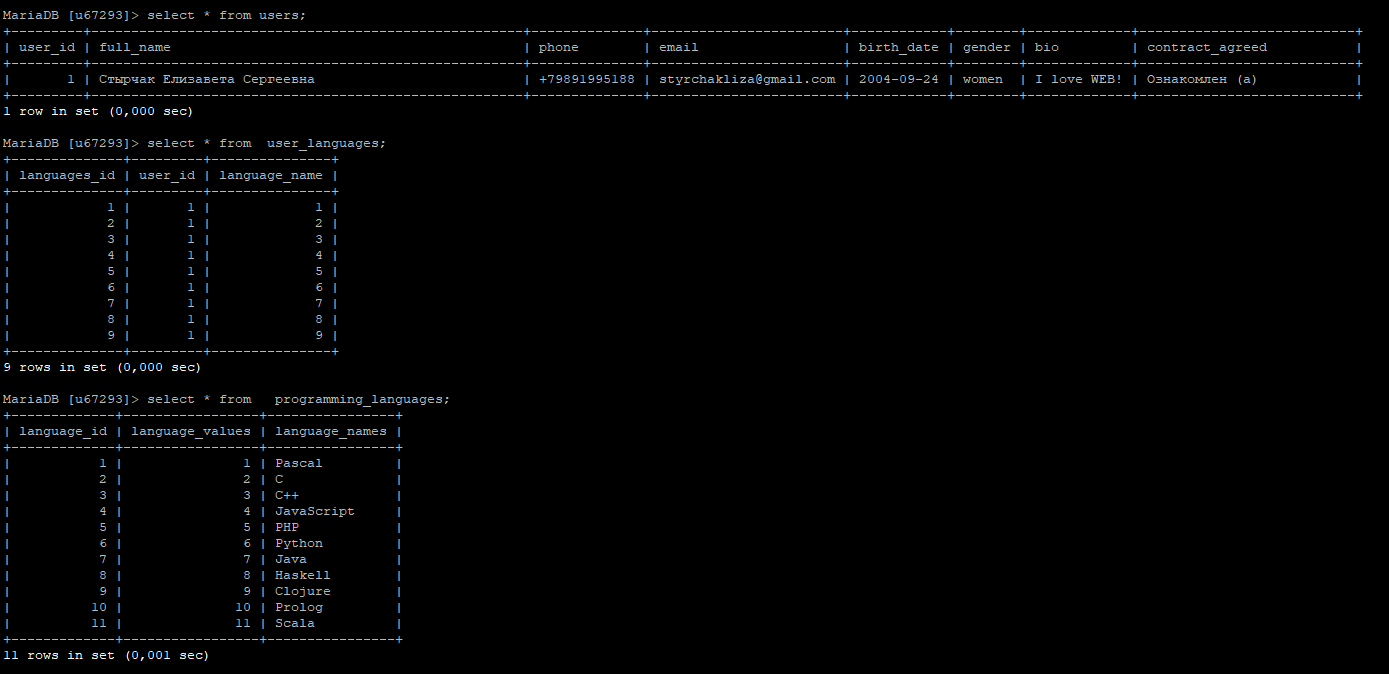 MariaDB [u67293]> select * from users;
+---------+------------------------------------------------------+--------------+------------------------+------------+--------+-------------+---------------------------+
| user_id | full_name | phone | email | birth_date | gender | bio | contract_agreed |
+---------+------------------------------------------------------+--------------+------------------------+------------+--------+-------------+---------------------------+
| 1 | Стырчак Елизавета Сергеевна | +79891995188 | styrchakliza@gmail.com | 2004-09-24 | women | I love WEB! | Ознакомлен (а) |
+---------+------------------------------------------------------+--------------+------------------------+------------+--------+-------------+---------------------------+
1 row in set (0,000 sec)
MariaDB [u67293]> select * from  user_languages;
+--------------+---------+---------------+
| languages_id | user_id | language_name |
+--------------+---------+---------------+
| 1 | 1 | 1 |
| 2 | 1 | 2 |
| 3 | 1 | 3 |
| 4 | 1 | 4 |
| 5 | 1 | 5 |
| 6 | 1 | 6 |
| 7 | 1 | 7 |
| 8 | 1 | 8 |
| 9 | 1 | 9 |
+--------------+---------+---------------+
9 rows in set (0,000 sec)
MariaDB [u67293]> select * from   programming_languages;
+-------------+-----------------+----------------+
| language_id | language_values | language_names |
+-------------+-----------------+----------------+
| 1 | 1 | Pascal |
| 2 | 2 | C |
| 3 | 3 | C++ |
| 4 | 4 | JavaScript |
| 5 | 5 | PHP |
| 6 | 6 | Python |
| 7 | 7 | Java |
| 8 | 8 | Haskell |
| 9 | 9 | Clojure |
| 10 | 10 | Prolog |
| 11 | 11 | Scala |
+-------------+-----------------+----------------+
11 rows in set (0,001 sec)